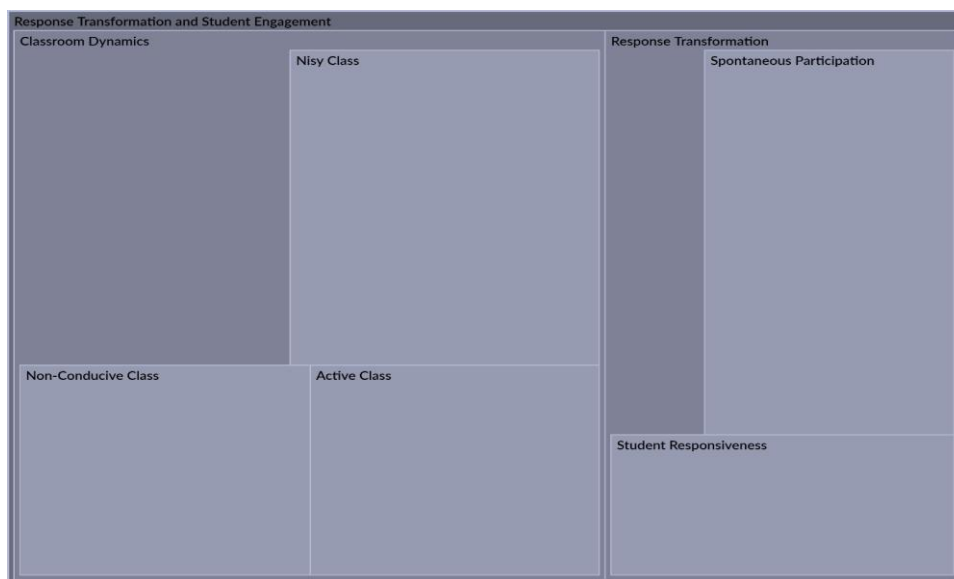 Response Transformation and Student Engagement
Classroom Dynamics
Nisy Class
Non-Conducive Class
Active Class
Response Transformation
Spontaneous Participation
Student Responsiveness